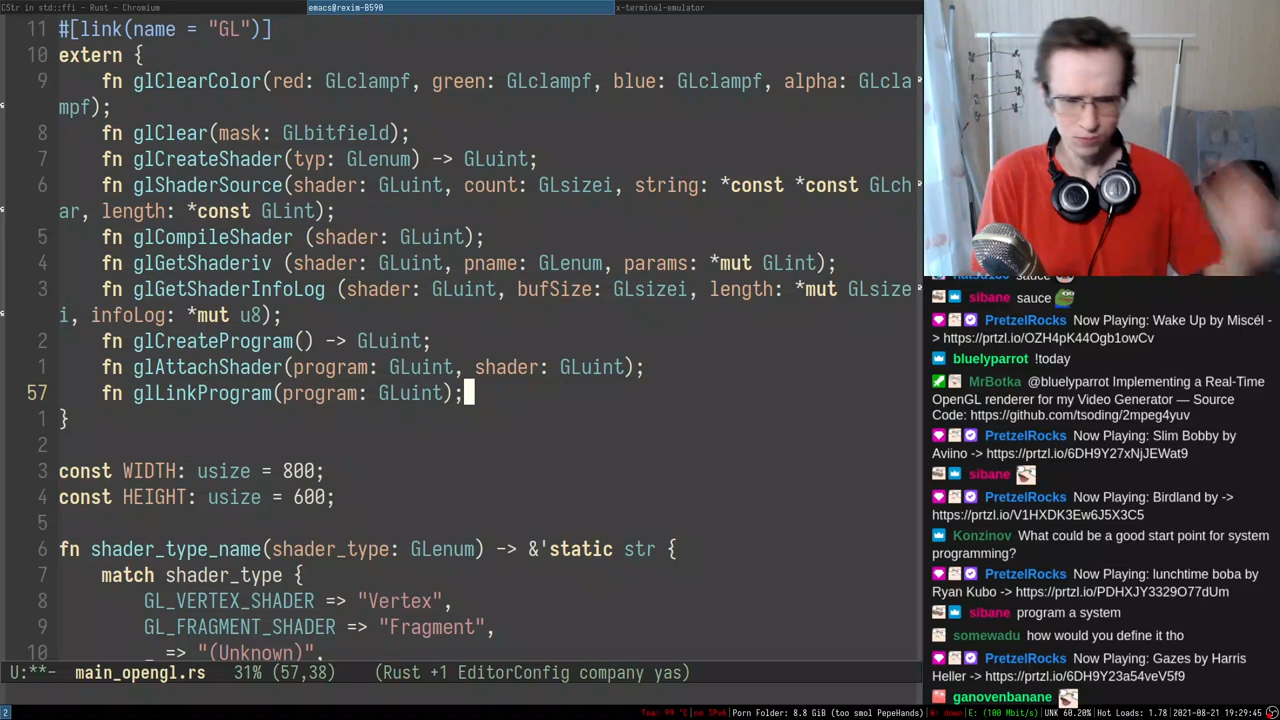 CStr in std::ffi - Rust - Chromium
emacs@rexim-B590
x-terminal-emulator
11 #[link(name = "GL")]
10 extern {
9 fn glClearColor(red: GLclampf, green: GLclampf, blue: GLclampf, alpha: GLcla
mpf);
8 fn glClear(mask: GLbitfield);
7 fn glCreateShader(typ: GLenum) -> GLuint;
6 fn glShaderSource(shader: GLuint, count: GLsizei, string: *const *const GLch
ar, length: *const GLint);
5 fn glCompileShader (shader: GLuint);
4 fn glGetShaderiv (shader: GLuint, pname: GLenum, params: *mut GLint);
3 fn glGetShaderInfoLog (shader: GLuint, bufSize: GLsizei, length: *mut GLsize
i, infoLog: *mut u8);
2 fn glCreateProgram() -> GLuint;
1 fn glAttachShader(program: GLuint, shader: GLuint);
57 fn glLinkProgram(program: GLuint);
1 }
2
3 const WIDTH: usize = 800;
4 const HEIGHT: usize = 600;
5
6 fn shader_type_name(shader_type: GLenum) -> &'static str {
7 match shader_type {
8 GL_VERTEX_SHADER => "Vertex",
9 GL_FRAGMENT_SHADER => "Fragment",
10 _ => "(Unknown)",
U:**- main_opengl.rs 31% (57,38) (Rust +1 EditorConfig company yas)
sauce
sibane sauce
PretzelRocks Now Playing: Wake Up by Miscél -
> https://prtzl.io/OZH4pK44Ogb1owCv
bluelyparrot !today
MrBotka @bluelyparrot Implementing a Real-Time
OpenGL renderer for my Video Generator — Source
Code: https://github.com/tsoding/2mpeg4yuv
PretzelRocks Now Playing: Slim Bobby by
Aviino -> https://prtzl.io/6DH9Y27xNjJEWat9
sibane
PretzelRocks Now Playing: Birdland by ->
https://prtzl.io/V1HXDK3Ew6J5X3C5
Konzinov What could be a good start point for system
programming?
PretzelRocks Now Playing: lunchtime boba by
Ryan Kubo -> https://prtzl.io/PDHXJY3329O77dUm
sibane program a system
somewadu how would you define it tho
PretzelRocks Now Playing: Gazes by Harris
Heller -> https://prtzl.io/6DH9Y23a54veV5f9
ganovenbanane
2
no IPv6
Porn Folder: 8.8 GiB (too smol PepeHands)
W: down
E: (100 Mbit/s)
UNK 60.20%
Hot Loads: 1.78
2021-08-21 19:29:45